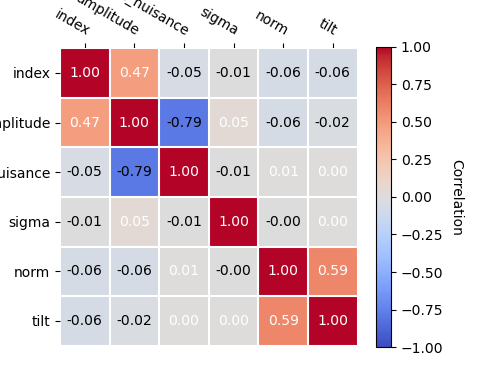 index amplitude _nuisance sigma norm tilt
index 1.00 0.47 -0.05 -0.01 -0.06 -0.06
nplitude 0.47 1.00 -0.79 0.05 -0.06 -0.02
uisance -0.05 -0.79 1.00 -0.01 0.01 0.00
sigma -0.01 0.05 -0.01 1.00 -0.00 0.00
norm -0.06 -0.06 0.01 -0.00 1.00 0.59
tilt -0.06 -0.02 0.00 0.00 0.59 1.00
1.00
0.75
0.50
0.25
0.00
−0.25
−0.50
−0.75
−1.00
Correlation